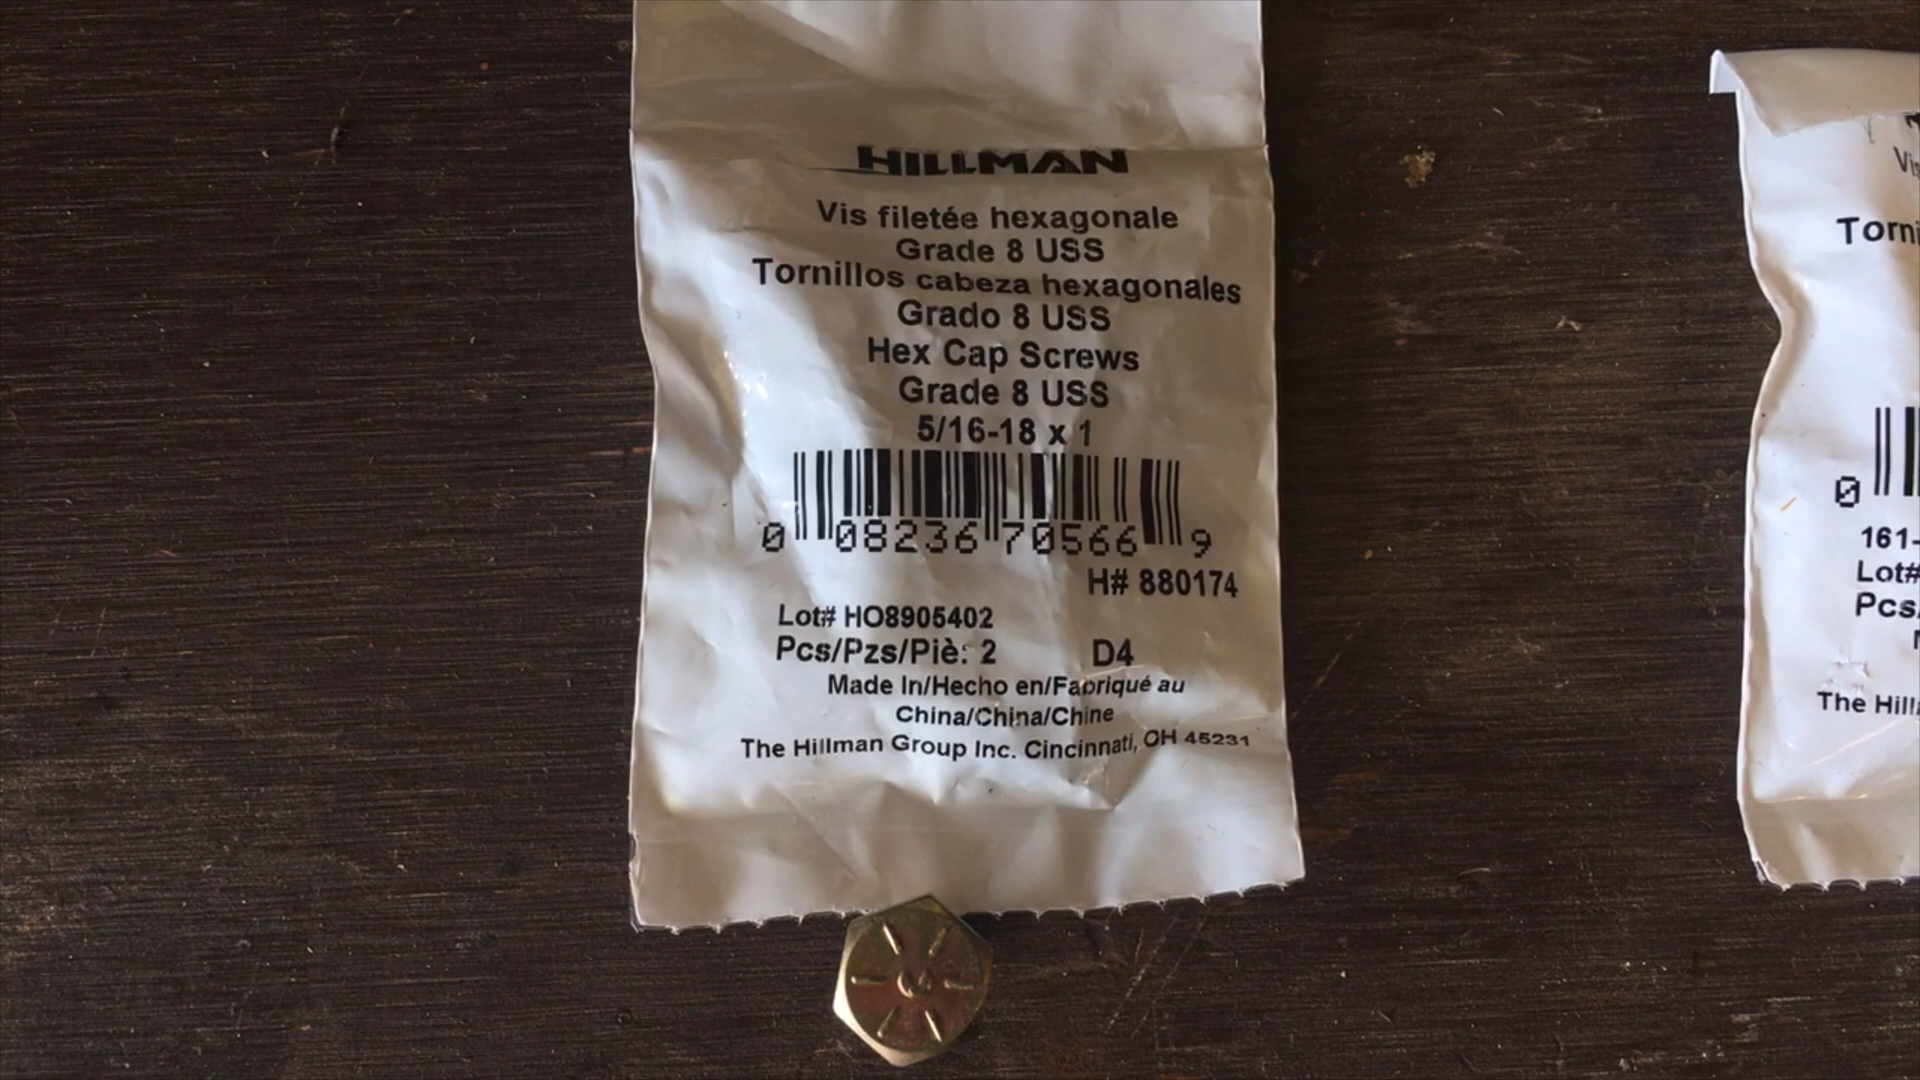 HILLMAN
Vis filetée hexagonale
Grade 8 USS
Tornillos cabeza hexagonales
Grado 8 USS
Hex Cap Screws
Grade 8 USS
5/16-18 x 1
0 08236 70566 9
H# 880174
Lot# HO8905402
Pcs/Pzs/Piè: 2 D4
Made In/Hecho en/Fabriqué au
China/China/Chine
The Hillman Group Inc. Cincinnati, OH 45231
0
161-
Lot#
Pcs/
The